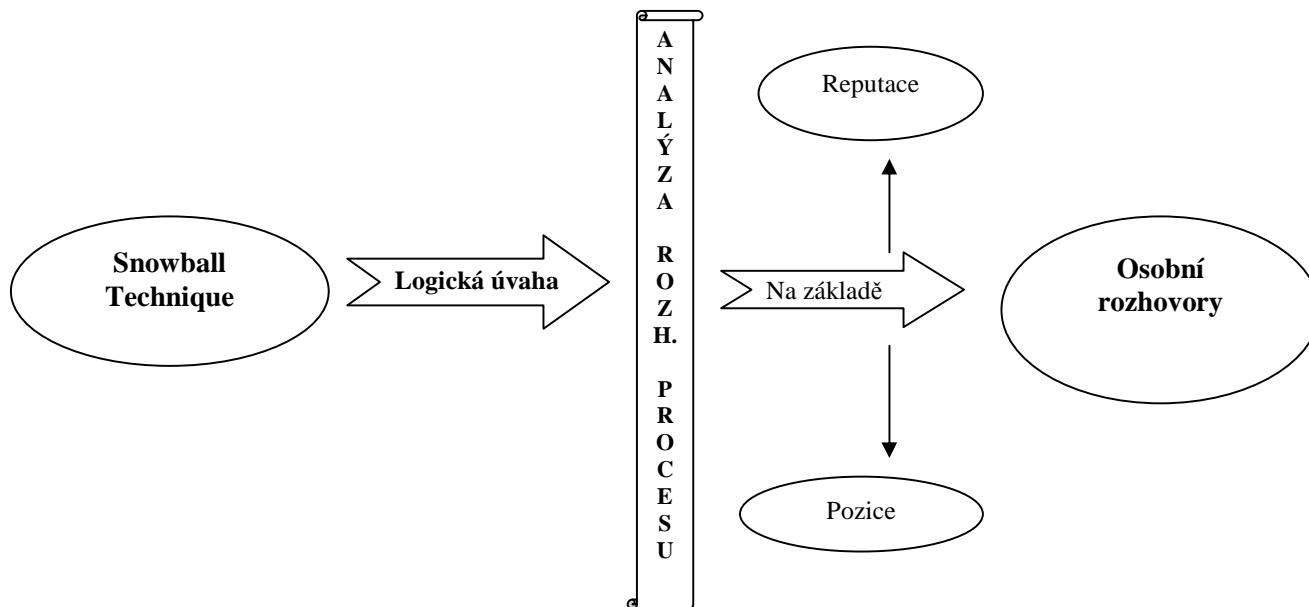 Snowball
Technique
Logická úvaha
A
N
A
L
Ý
Z
A
R
O
Z
H.
P
R
O
C
E
S
U
Reputace
Na základě
Pozice
Osobní
rozhovory